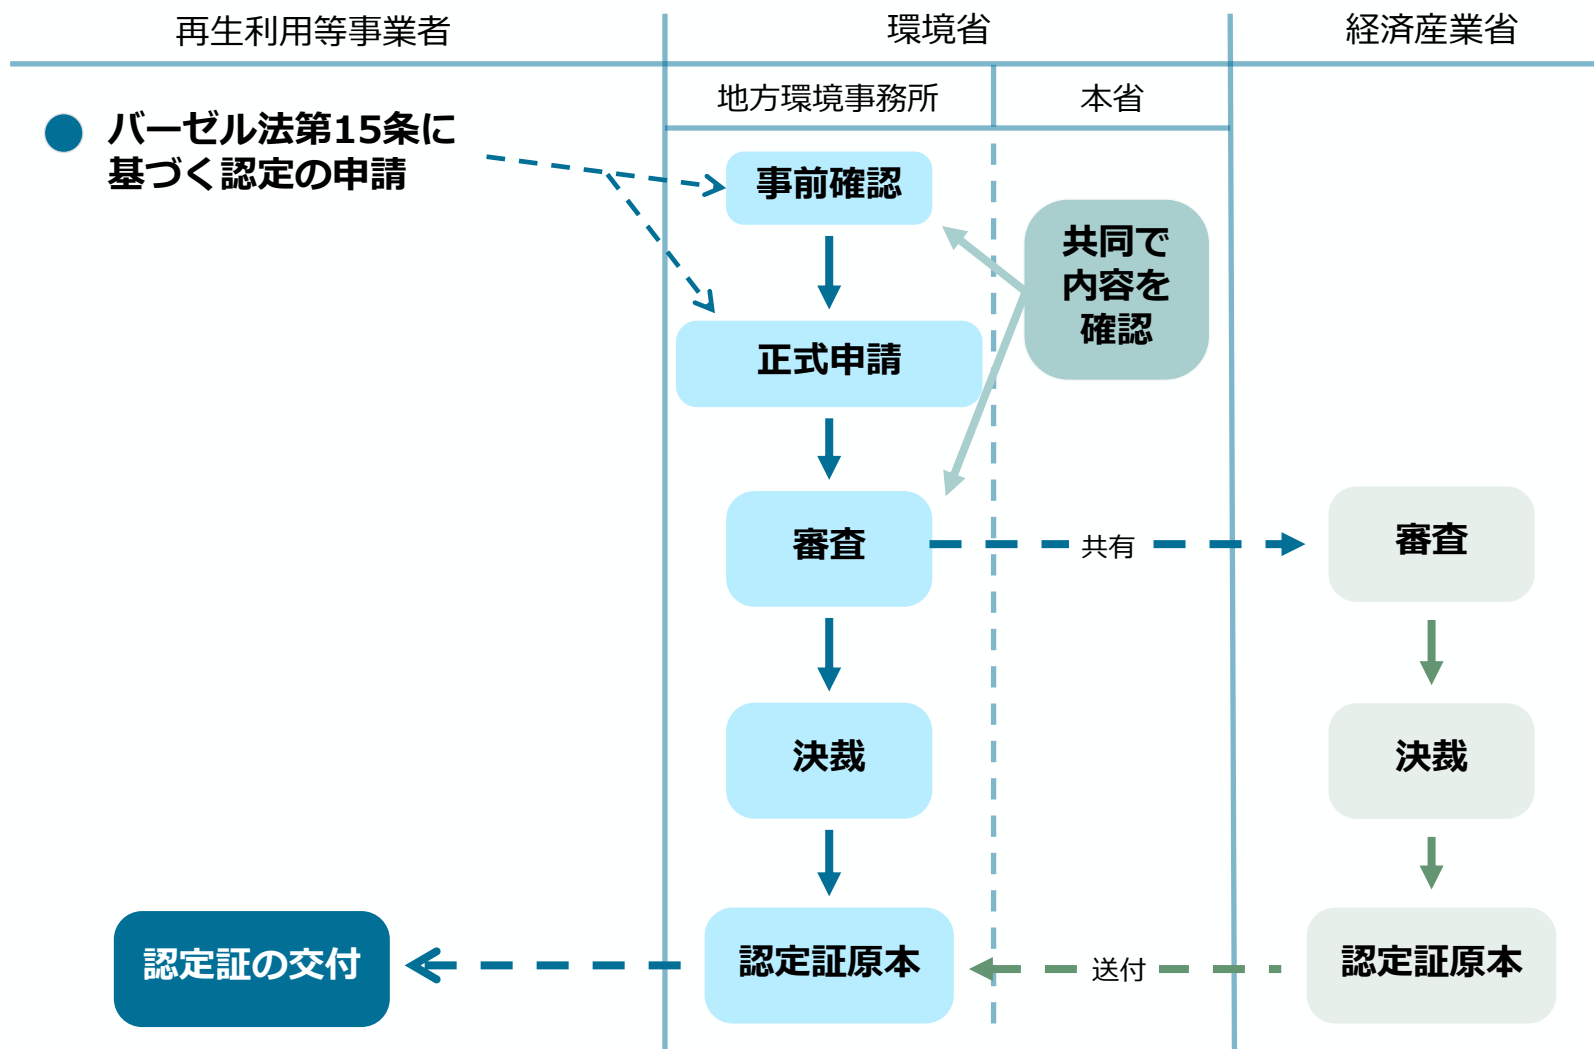 再生利用等事業者
環境省
経済産業省
地方環境事務所
本省
バーゼル法第15条に
基づく認定の申請
事前確認
共同で
内容を
確認
正式申請
審査
共有
審査
決裁
決裁
認定証の交付
認定証原本
送付
認定証原本